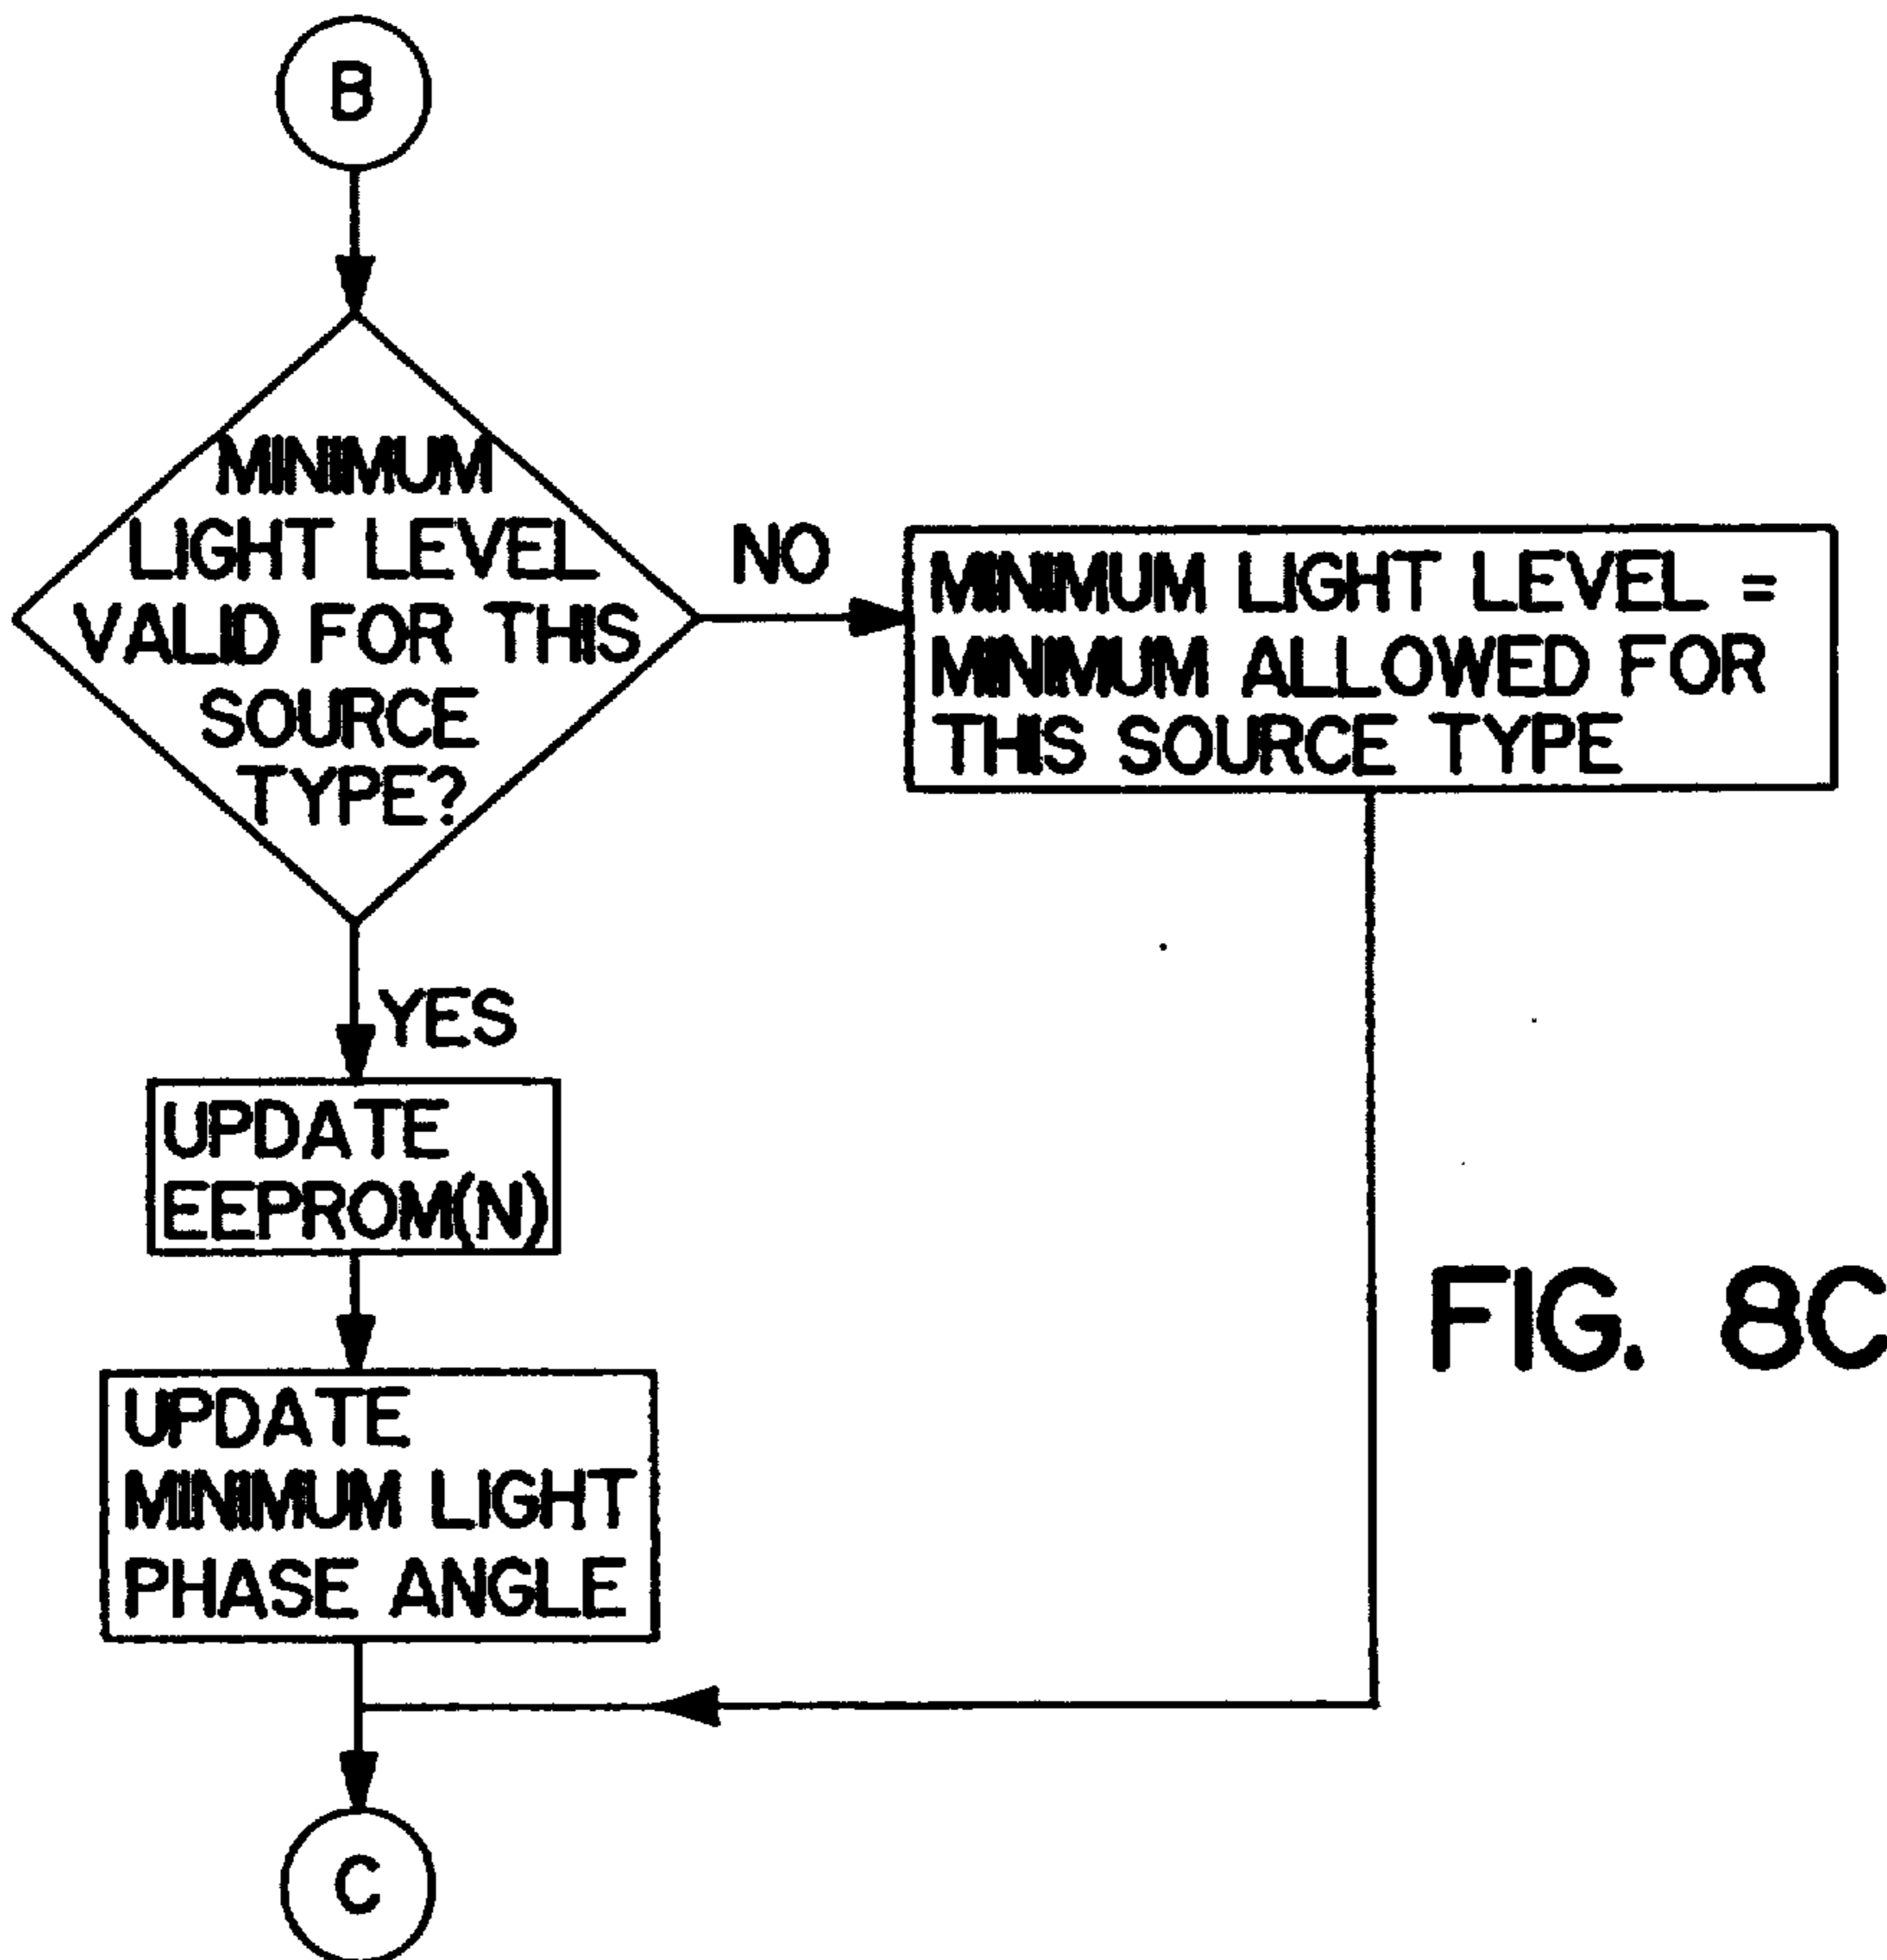 B
MINIMUM
LIGHT LEVEL
VALID FOR THIS
SOURCE
TYPE?
NO
MINIMUM LIGHT LEVEL =
MINIMUM ALLOWED FOR
THIS SOURCE TYPE
YES
UPDATE
EEPROM(N)
UPDATE
MINIMUM LIGHT
PHASE ANGLE
FIG. 8C
C